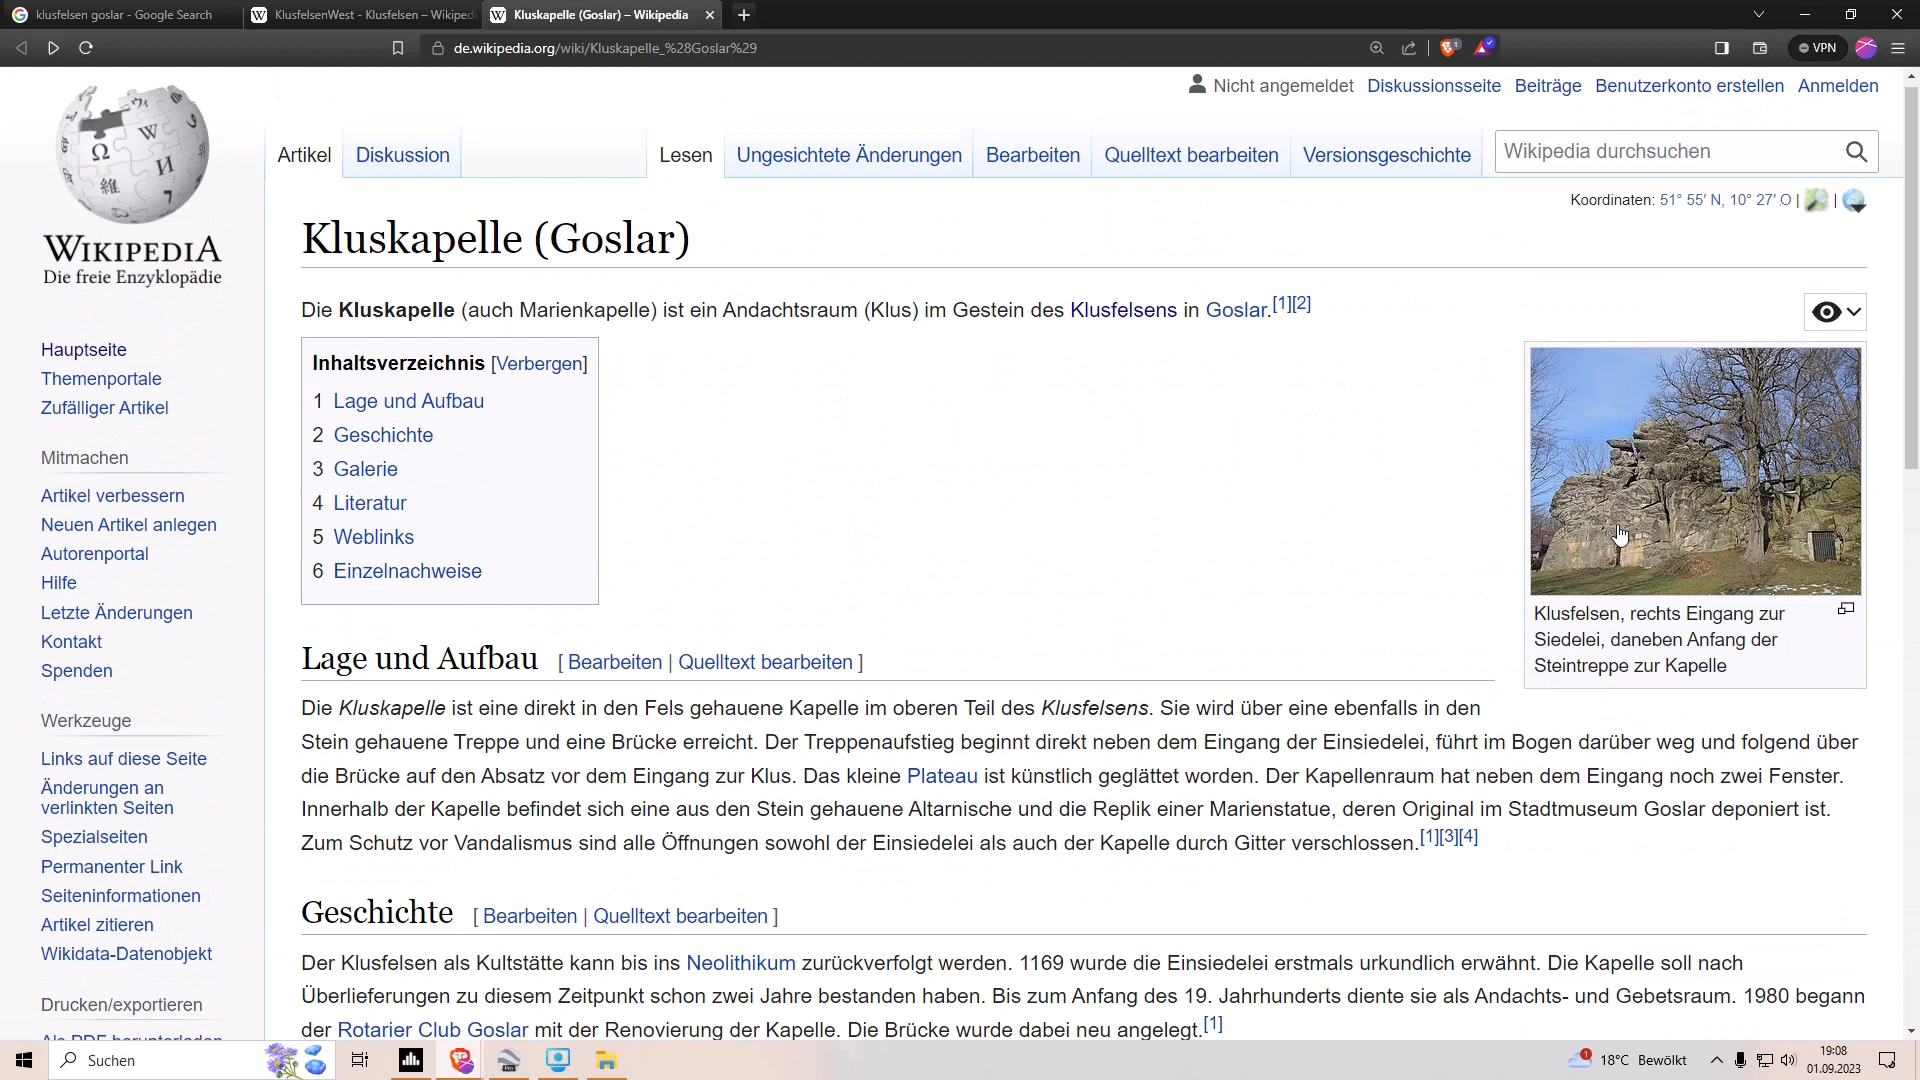 klusfelsen goslar - Google Search
KlusfelsenWest - Klusfelsen – Wikiped
Kluskapelle (Goslar) – Wikipedia
de.wikipedia.org/wiki/Kluskapelle_%28Goslar%29
VPN
Nicht angemeldet Diskussionsseite Beiträge Benutzerkonto erstellen Anmelden
Artikel Diskussion Lesen Ungesichtete Änderungen Bearbeiten Quelltext bearbeiten Versionsgeschichte Wikipedia durchsuchen
Koordinaten: 51° 55′ N, 10° 27′ O | |
WIKIPEDIA
Die freie Enzyklopädie
Hauptseite
Themenportale
Zufälliger Artikel
Mitmachen
Artikel verbessern
Neuen Artikel anlegen
Autorenportal
Hilfe
Letzte Änderungen
Kontakt
Spenden
Werkzeuge
Links auf diese Seite
Änderungen an
verlinkten Seiten
Spezialseiten
Permanenter Link
Seiteninformationen
Artikel zitieren
Wikidata-Datenobjekt
Drucken/exportieren
Als PDF herunterladen
Kluskapelle (Goslar)
Die Kluskapelle (auch Marienkapelle) ist ein Andachtsraum (Klus) im Gestein des Klusfelsens in Goslar.[1][2]
Inhaltsverzeichnis [Verbergen]
1 Lage und Aufbau
2 Geschichte
3 Galerie
4 Literatur
5 Weblinks
6 Einzelnachweise
Klusfelsen, rechts Eingang zur
Siedelei, daneben Anfang der
Steintreppe zur Kapelle
Lage und Aufbau [ Bearbeiten | Quelltext bearbeiten ]
Die Kluskapelle ist eine direkt in den Fels gehauene Kapelle im oberen Teil des Klusfelsens. Sie wird über eine ebenfalls in den
Stein gehauene Treppe und eine Brücke erreicht. Der Treppenaufstieg beginnt direkt neben dem Eingang der Einsiedelei, führt im Bogen darüber weg und folgend über
die Brücke auf den Absatz vor dem Eingang zur Klus. Das kleine Plateau ist künstlich geglättet worden. Der Kapellenraum hat neben dem Eingang noch zwei Fenster.
Innerhalb der Kapelle befindet sich eine aus den Stein gehauene Altarnische und die Replik einer Marienstatue, deren Original im Stadtmuseum Goslar deponiert ist.
Zum Schutz vor Vandalismus sind alle Öffnungen sowohl der Einsiedelei als auch der Kapelle durch Gitter verschlossen.[1][3][4]
Geschichte [ Bearbeiten | Quelltext bearbeiten ]
Der Klusfelsen als Kultstätte kann bis ins Neolithikum zurückverfolgt werden. 1169 wurde die Einsiedelei erstmals urkundlich erwähnt. Die Kapelle soll nach
Überlieferungen zu diesem Zeitpunkt schon zwei Jahre bestanden haben. Bis zum Anfang des 19. Jahrhunderts diente sie als Andachts- und Gebetsraum. 1980 begann
der Rotarier Club Goslar mit der Renovierung der Kapelle. Die Brücke wurde dabei neu angelegt.[1]
Suchen
18°C Bewölkt
19:08
01.09.2023